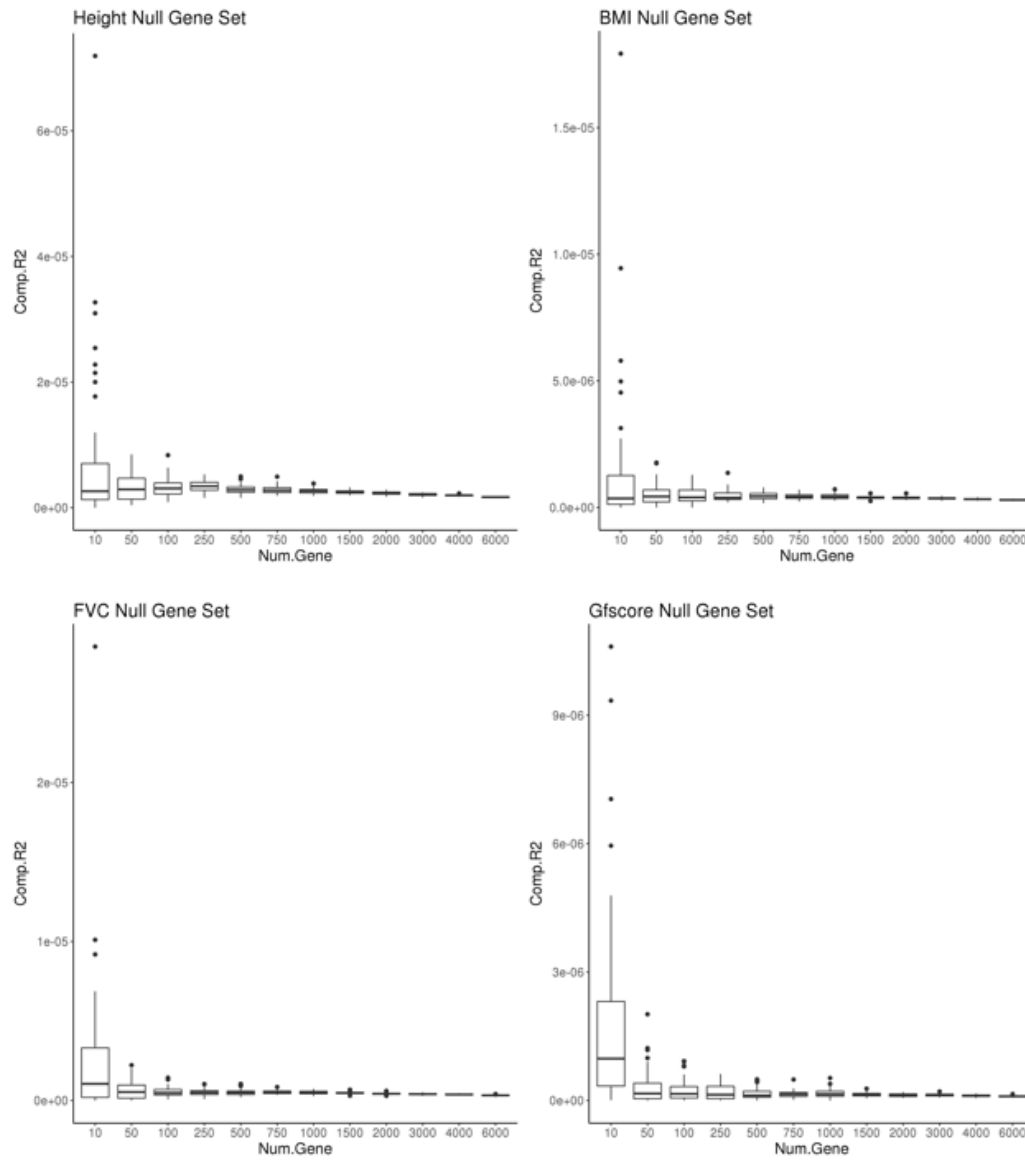 Height Null Gene Set
Comp.R2
6e-05
4e-05
2e-05
0e+00
10 50 100 250 500 750 1000 1500 2000 3000 4000 6000
Num.Gene
BMI Null Gene Set
Comp.R2
1.5e-05
1.0e-05
5.0e-06
0.0e+00
10 50 100 250 500 750 1000 1500 2000 3000 4000 6000
Num.Gene
FVC Null Gene Set
Comp.R2
2e-05
1e-05
0e+00
10 50 100 250 500 750 1000 1500 2000 3000 4000 6000
Num.Gene
Gfscore Null Gene Set
Comp.R2
9e-06
6e-06
3e-06
0e+00
10 50 100 250 500 750 1000 1500 2000 3000 4000 6000
Num.Gene